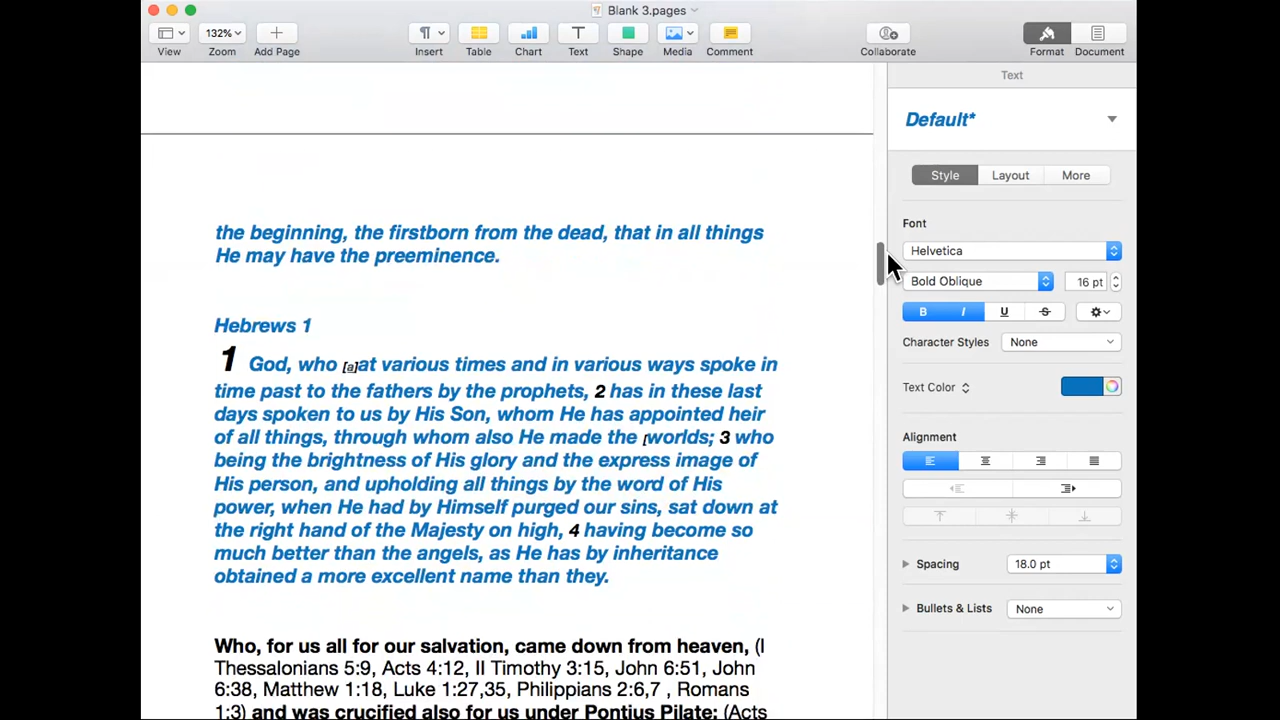 Blank 3.pages
132%
View Zoom Add Page Insert Table Chart Text Shape Media Comment Collaborate Format Document
the beginning, the firstborn from the dead, that in all things
He may have the preeminence.
Hebrews 1
1 God, who [a]at various times and in various ways spoke in
time past to the fathers by the prophets, 2 has in these last
days spoken to us by His Son, whom He has appointed heir
of all things, through whom also He made the [worlds; 3 who
being the brightness of His glory and the express image of
His person, and upholding all things by the word of His
power, when He had by Himself purged our sins, sat down at
the right hand of the Majesty on high, 4 having become so
much better than the angels, as He has by inheritance
obtained a more excellent name than they.
Who, for us all for our salvation, came down from heaven, (I
Thessalonians 5:9, Acts 4:12, II Timothy 3:15, John 6:51, John
6:38, Matthew 1:18, Luke 1:27,35, Philippians 2:6,7 , Romans
1:3) and was crucified also for us under Pontius Pilate: (Acts
Text
Default*
Style Layout More
Font
Helvetica
Bold Oblique 16 pt
B I U S
Character Styles None
Text Color
Alignment
Spacing 18.0 pt
Bullets & Lists None